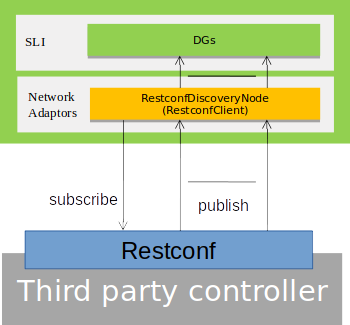 SLI
DGs
Network
Adaptors
RestconfDiscoveryNode
(RestconfClient)
subscribe
publish
Restconf
Third party controller